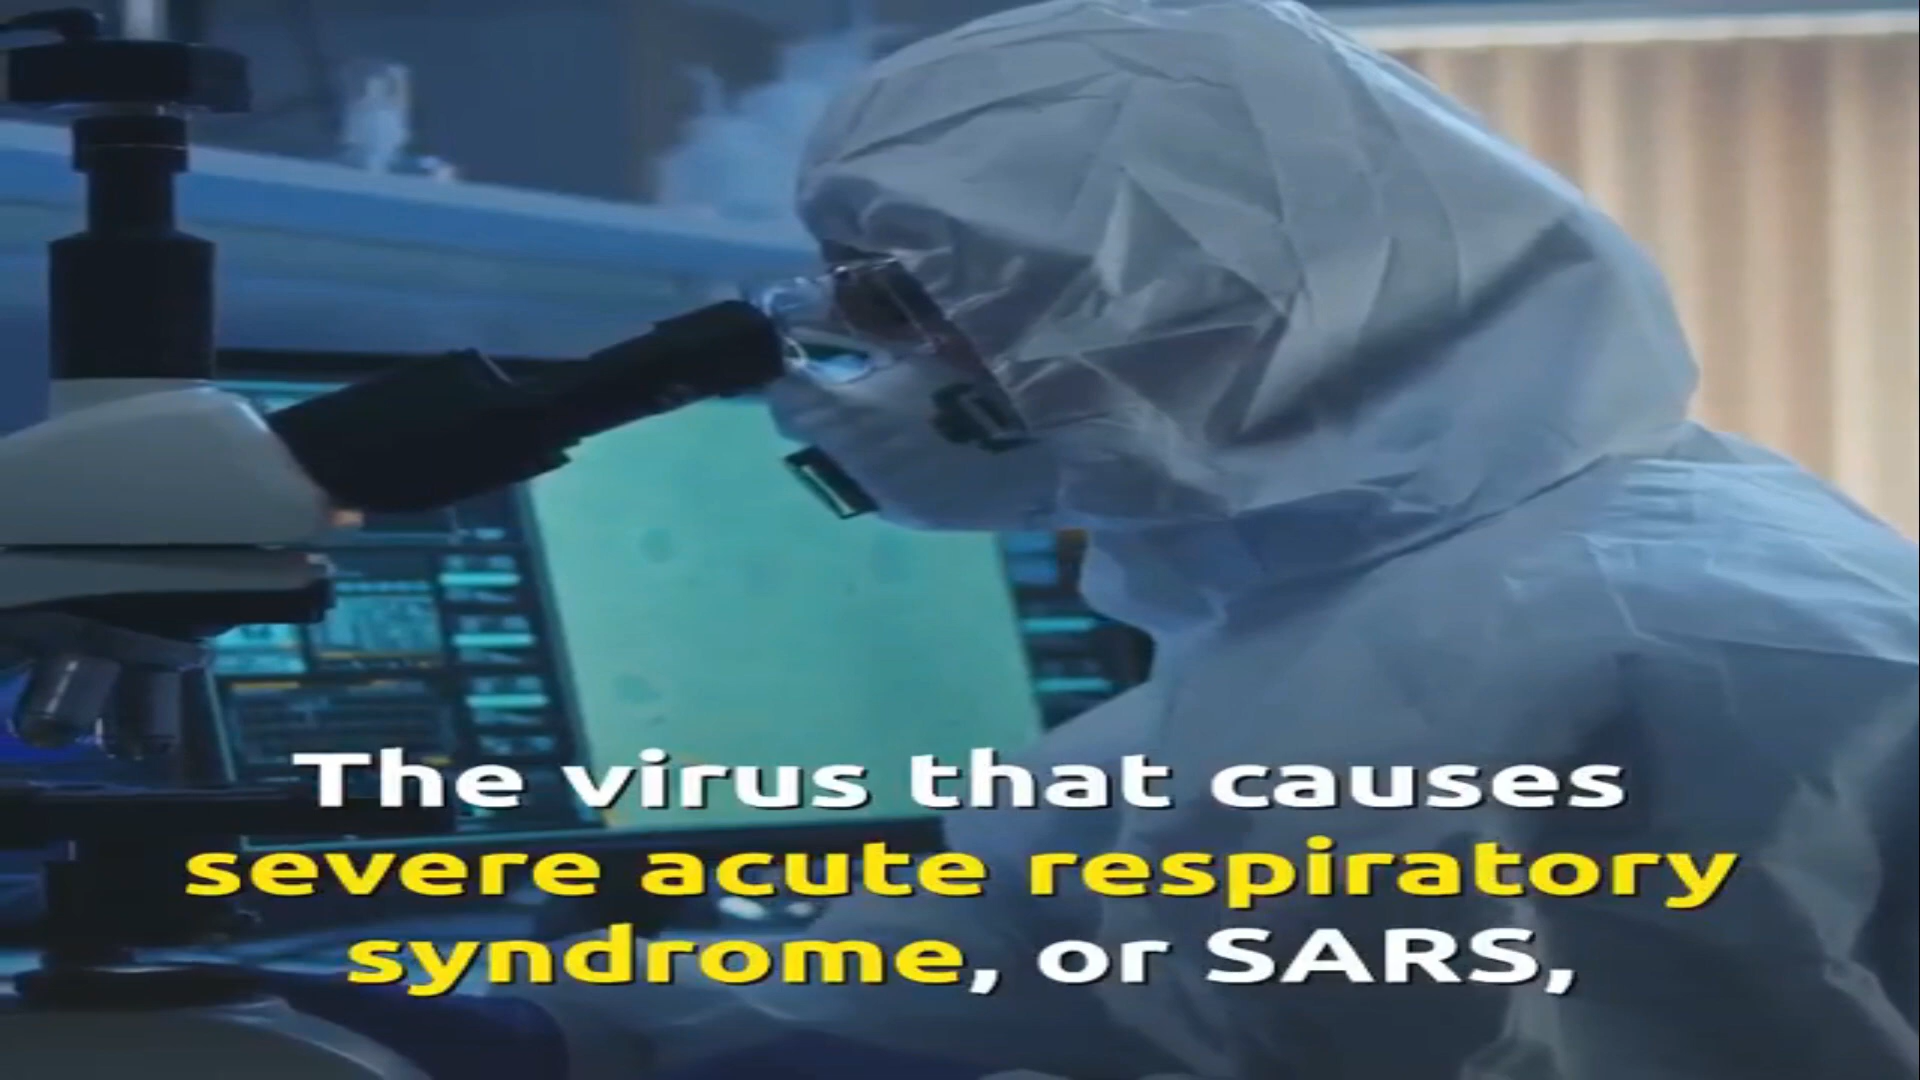 The virus that causes
severe acute respiratory
syndrome, or SARS,